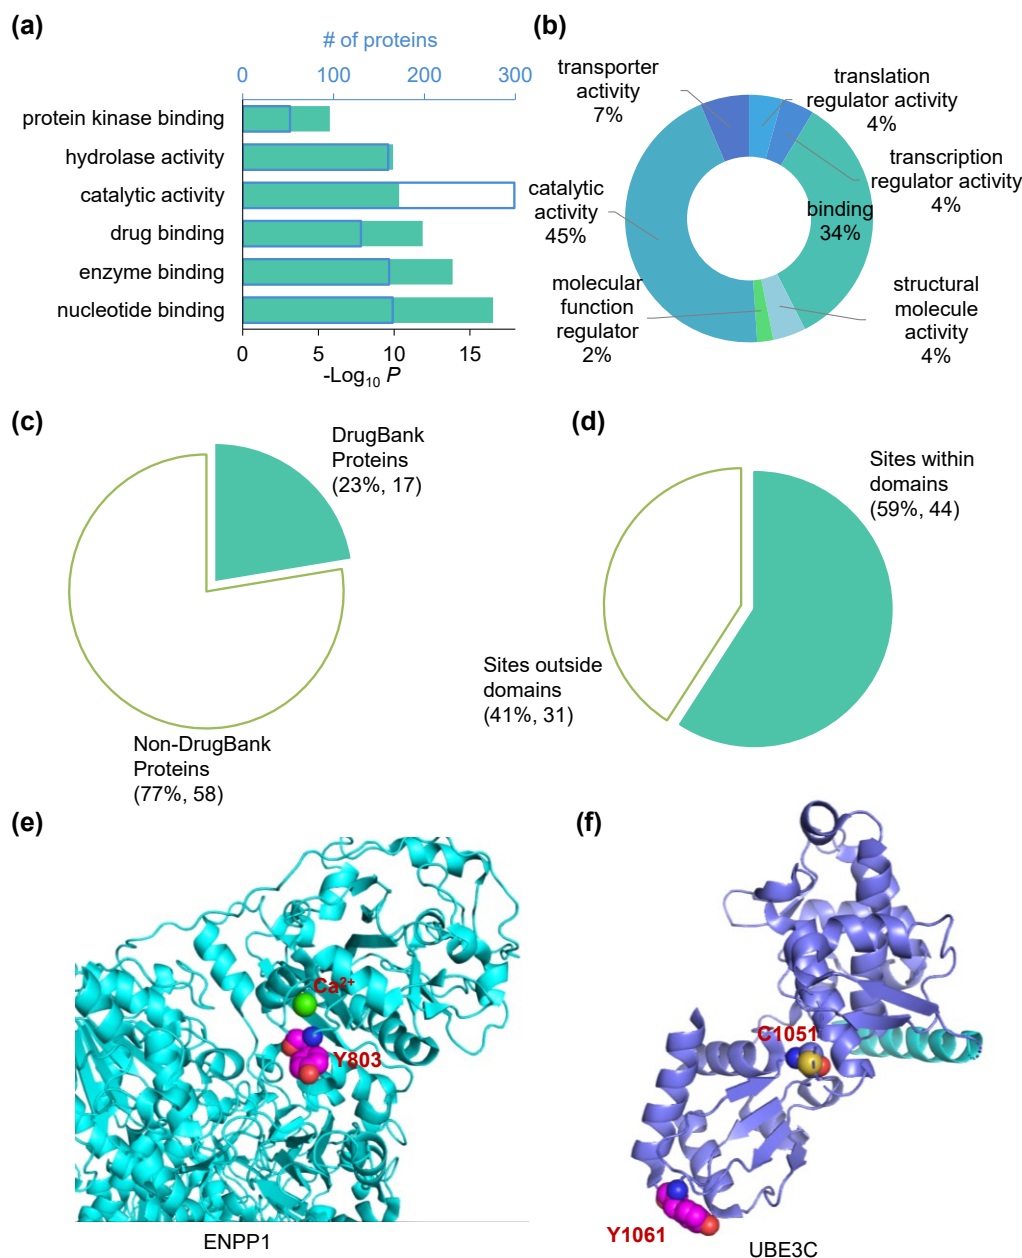 (a)
# of proteins
0 100 200 300
protein kinase binding
hydrolase activity
catalytic activity
drug binding
enzyme binding
nucleotide binding
0 5 10 15
-Log10 P
(b)
transporter
activity
7%
translation
regulator activity
4%
transcription
regulator activity
4%
catalytic
activity
45%
binding
34%
molecular
function
regulator
2%
structural
molecule
activity
4%
(c)
DrugBank
Proteins
(23%, 17)
Non-DrugBank
Proteins
(77%, 58)
(d)
Sites within
domains
(59%, 44)
Sites outside
domains
(41%, 31)
(e)
Ca2+
Y803
ENPP1
(f)
C1051
Y1061
UBE3C